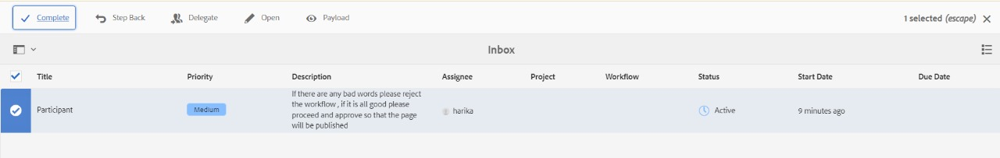 Complete Step Back Delegate Open Payload 1 selected (escape)
Inbox
Title Priority Description Assignee Project Workflow Status Start Date Due Date
If there are any bad words please reject
the workflow , if it is all good please
proceed and approve so that the page
will be published
Participant Medium harika Active 9 minutes ago